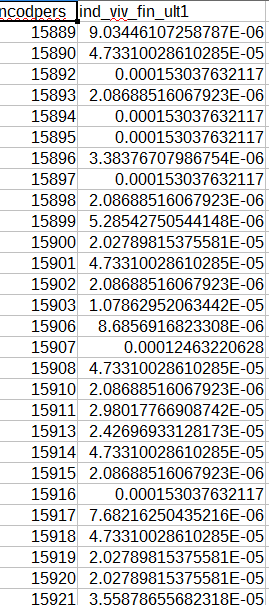 ncodpers ind_viv_fin_ult1
15889 9.03446107258787E-06
15890 4.73310028610285E-05
15892 0.000153037632117
15893 2.08688516067923E-06
15894 0.000153037632117
15895 0.000153037632117
15896 3.38376707986754E-06
15897 0.000153037632117
15898 2.08688516067923E-06
15899 5.28542750544148E-06
15900 2.02789815375581E-05
15901 4.73310028610285E-05
15902 2.08688516067923E-06
15903 1.07862952063442E-05
15906 8.6856916823308E-06
15907 0.00012463220628
15908 4.73310028610285E-05
15910 2.08688516067923E-06
15911 2.98017766908742E-05
15913 2.42696933128173E-05
15914 4.73310028610285E-05
15915 2.08688516067923E-06
15916 0.000153037632117
15917 7.68216250435216E-06
15918 4.73310028610285E-05
15919 2.02789815375581E-05
15920 2.02789815375581E-05
15921 3.55878655682318E-05